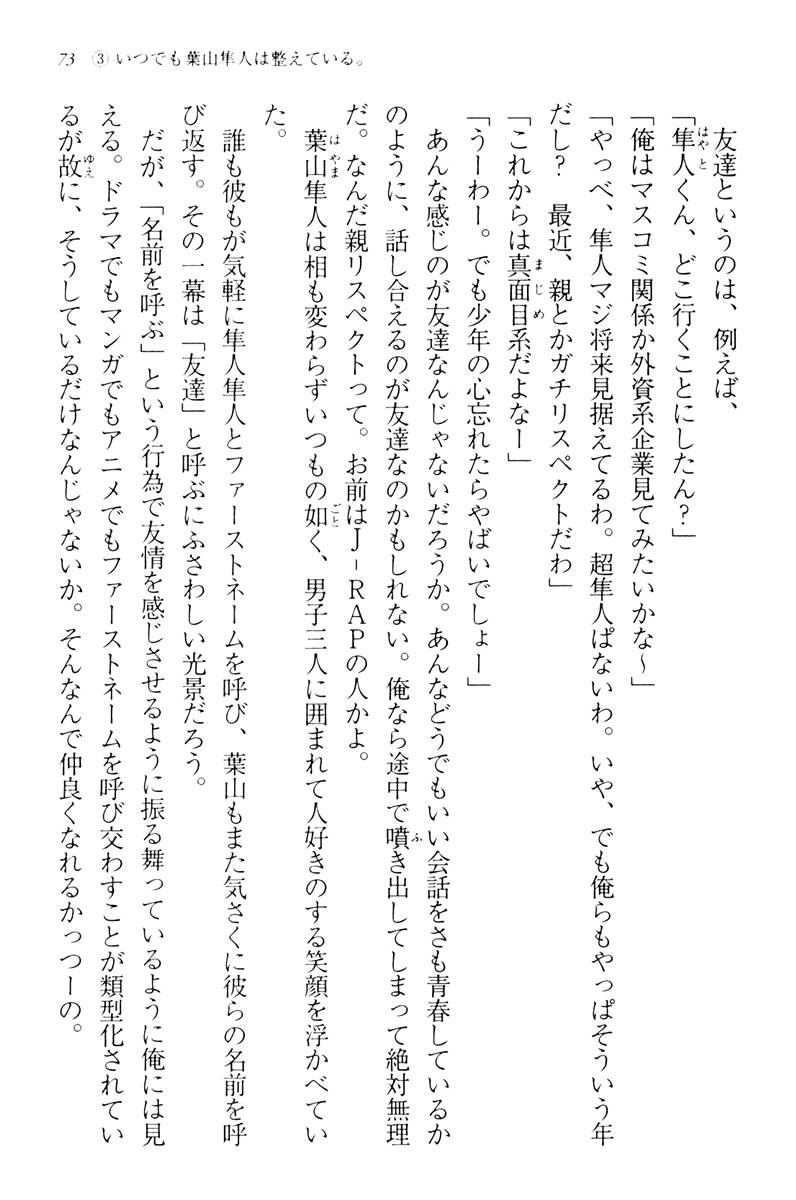 73 ③いつでも葉山隼人は整えている。
友達というのは、例えば、
「隼人くん、どこ行くことにしたん？」
「俺はマスコミ関係か外資系企業見てみたいかな～」
「やっべ、隼人マジ将来見据えてるわ。超隼人ぱないわ。いや、でも俺らもやっぱそういう年
だし？　最近、親とかガチリスペクトだわ」
「これからは真面目系だよなー」
「うーわー。でも少年の心忘れたらやばいでしょー」
あんな感じのが友達なんじゃないだろうか。あんなどうでもいい会話をさも青春しているか
のように、話し合えるのが友達なのかもしれない。俺なら途中で噴き出してしまって絶対無理
だ。なんだ親リスペクトって。お前はJ-RAPの人かよ。
葉山隼人は相も変わらずいつもの如く、男子三人に囲まれて人好きのする笑顔を浮かべてい
た。
誰も彼もが気軽に隼人隼人とファーストネームを呼び、葉山もまた気さくに彼らの名前を呼
び返す。その一幕は「友達」と呼ぶにふさわしい光景だろう。
だが、「名前を呼ぶ」という行為で友情を感じさせるように振る舞っているように俺には見
える。ドラマでもマンガでもアニメでもファーストネームを呼び交わすことが類型化されてい
るが故に、そうしているだけなんじゃないか。そんなんで仲良くなれるかっつーの。